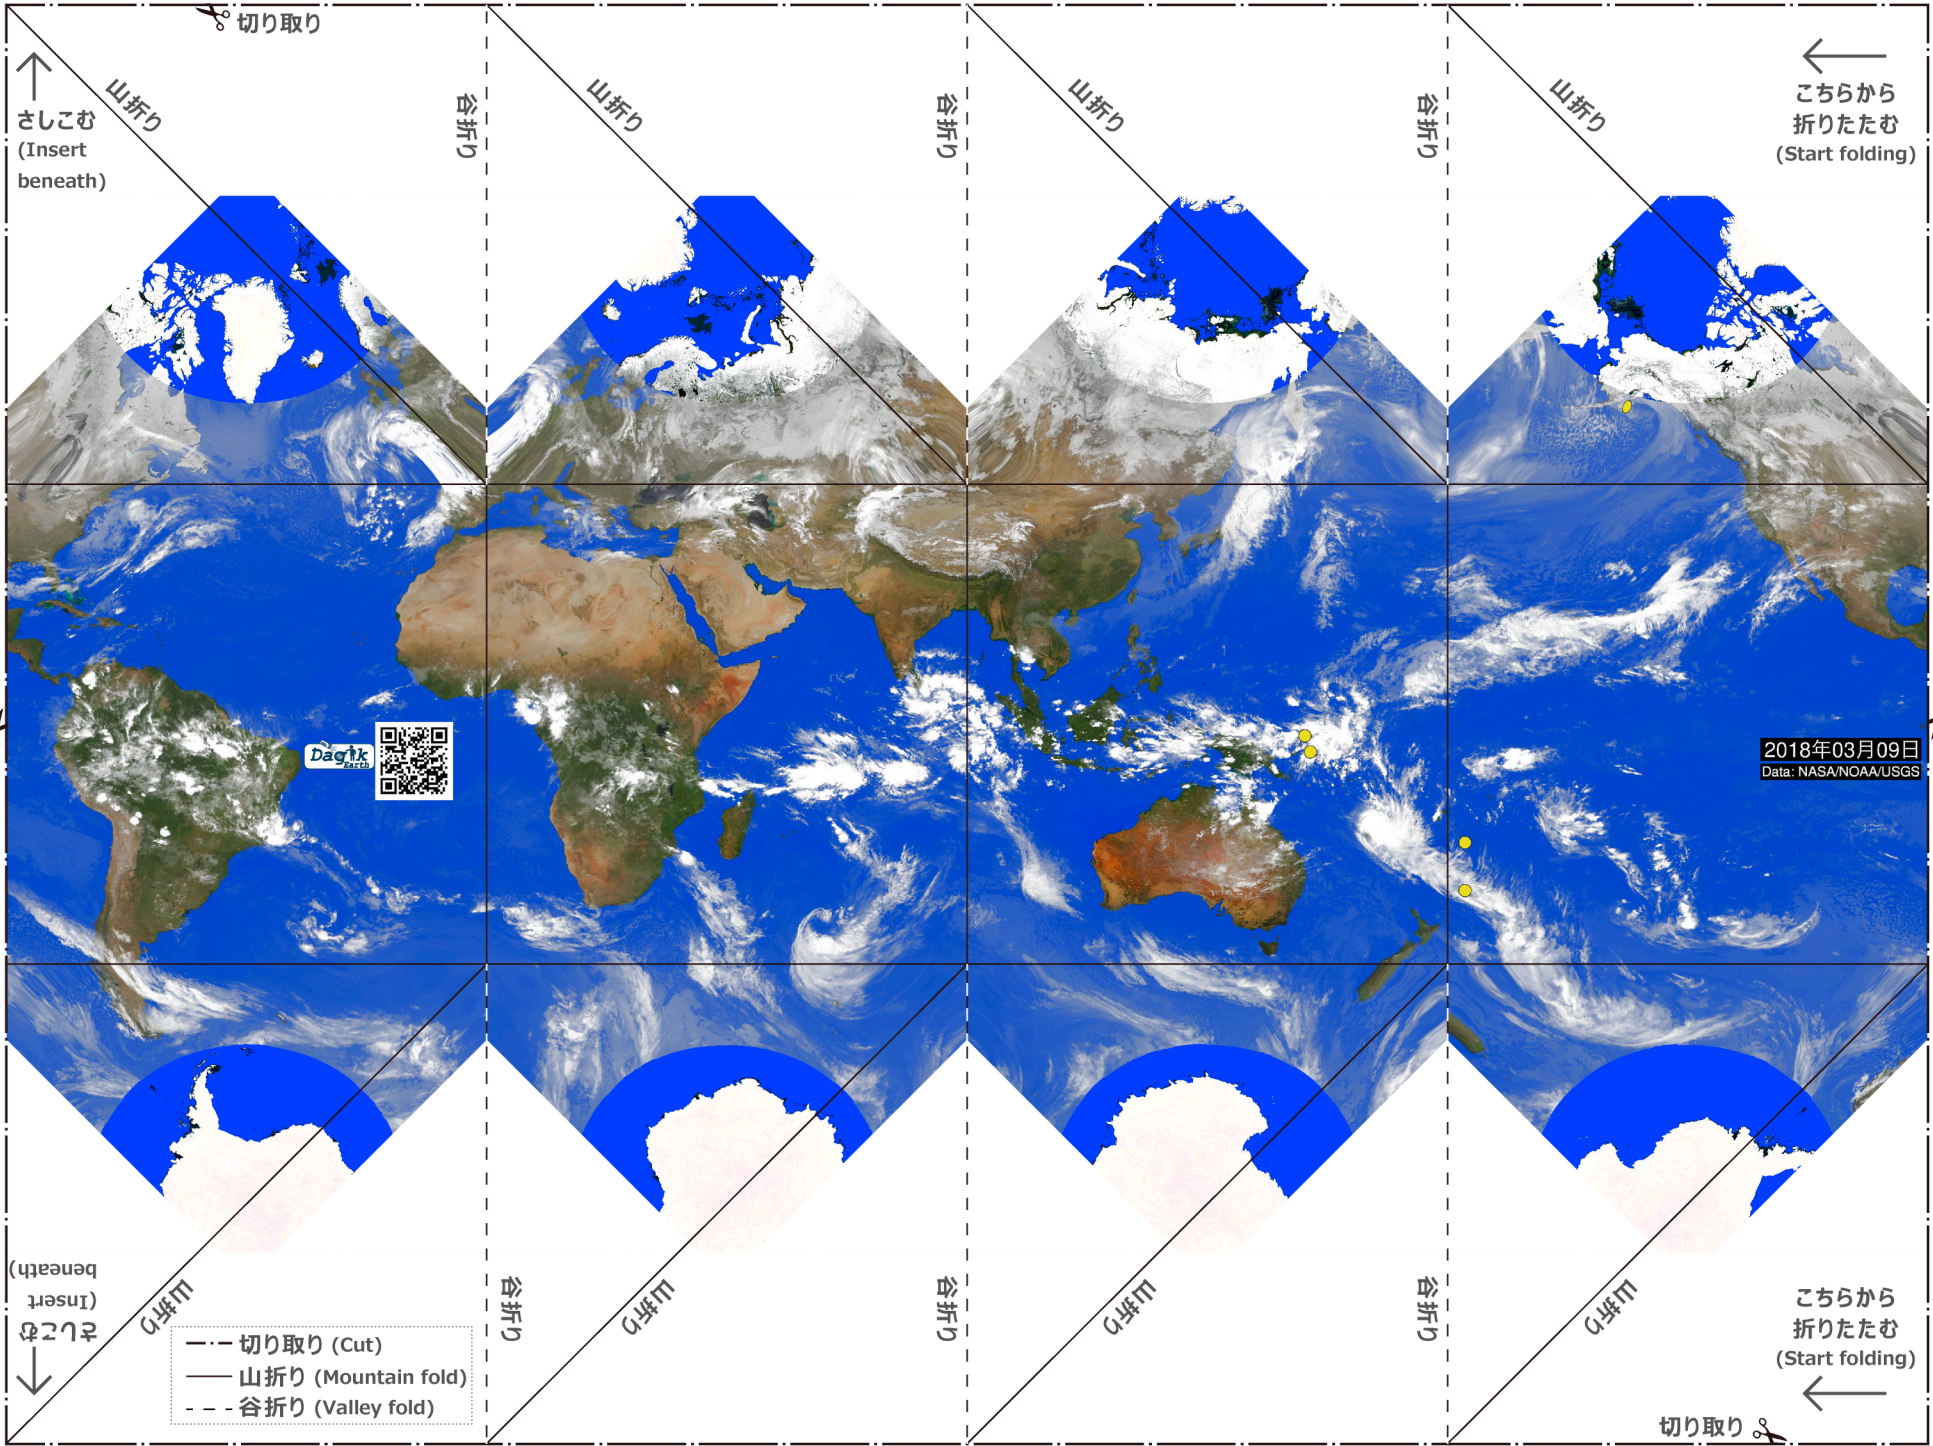 切り取り
さしこむ
(Insert
beneath)
山折り
谷折り
山折り
谷折り
山折り
谷折り
山折り
こちらから
折りたたむ
(Start folding)
Dagik
Earth
2018年03月09日
Data: NASA/NOAA/USGS
さしこむ
(Insert
beneath)
山折り
谷折り
山折り
谷折り
山折り
谷折り
山折り
こちらから
折りたたむ
(Start folding)
切り取り (Cut)
山折り (Mountain fold)
谷折り (Valley fold)
切り取り